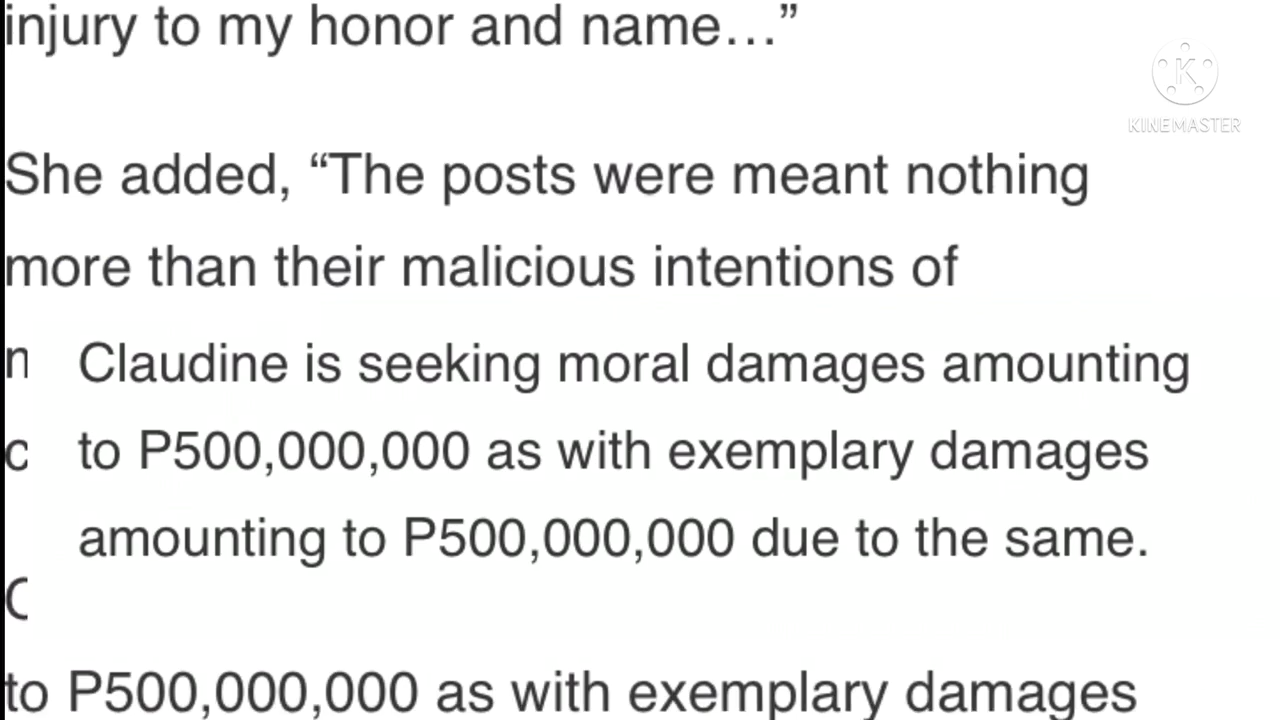 injury to my honor and name…”
K
KINEMASTER
She added, “The posts were meant nothing
more than their malicious intentions of
Claudine is seeking moral damages amounting
to P500,000,000 as with exemplary damages
amounting to P500,000,000 due to the same.
to P500,000,000 as with exemplary damages